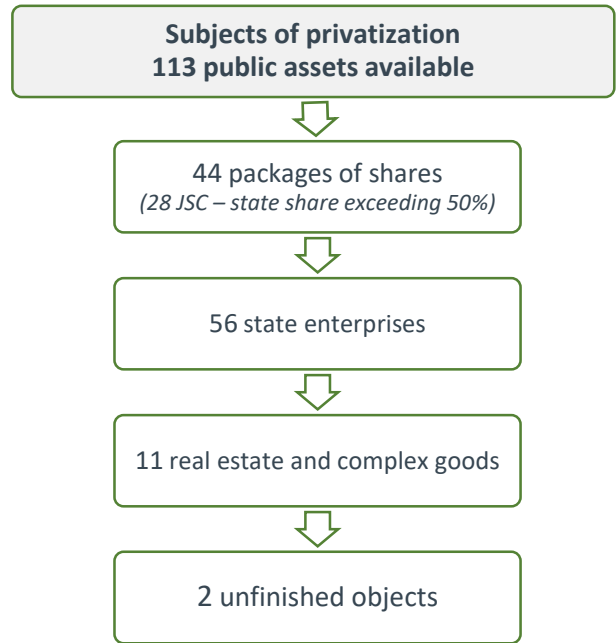 Subjects of privatization
113 public assets available
44 packages of shares
(28 JSC – state share exceeding 50%)
56 state enterprises
11 real estate and complex goods
2 unfinished objects